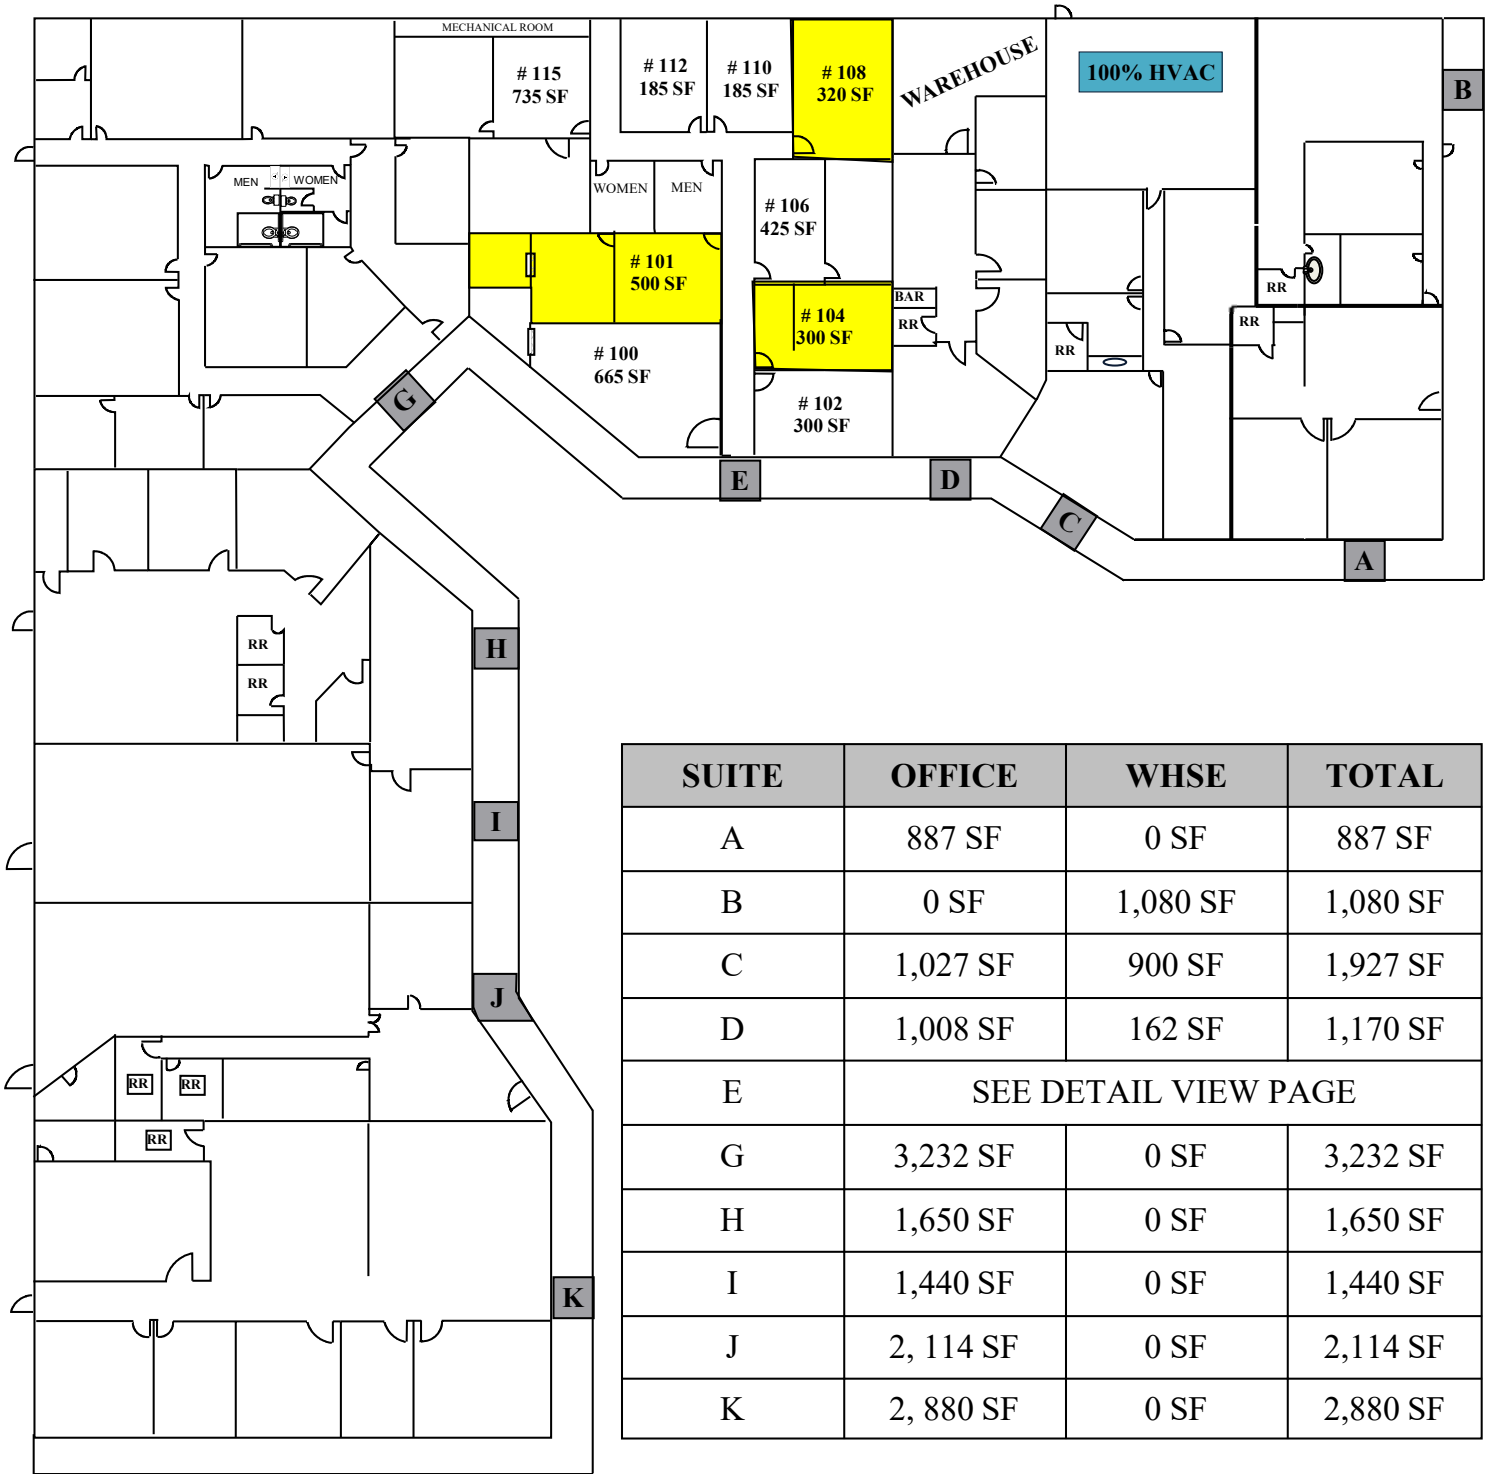 MECHANICAL ROOM
# 115
735 SF
# 112
185 SF
# 110
185 SF
# 108
320 SF
WAREHOUSE
100% HVAC
B
MEN
WOMEN
WOMEN
MEN
# 106
425 SF
# 101
500 SF
# 104
300 SF
BAR
RR
RR
RR
RR
# 100
665 SF
# 102
300 SF
G
E
D
C
A
H
RR
RR
I
J
RR
RR
RR
K
SUITE OFFICE WHSE TOTAL
A 887 SF 0 SF 887 SF
B 0 SF 1,080 SF 1,080 SF
C 1,027 SF 900 SF 1,927 SF
D 1,008 SF 162 SF 1,170 SF
E SEE DETAIL VIEW PAGE
G 3,232 SF 0 SF 3,232 SF
H 1,650 SF 0 SF 1,650 SF
I 1,440 SF 0 SF 1,440 SF
J 2, 114 SF 0 SF 2,114 SF
K 2, 880 SF 0 SF 2,880 SF